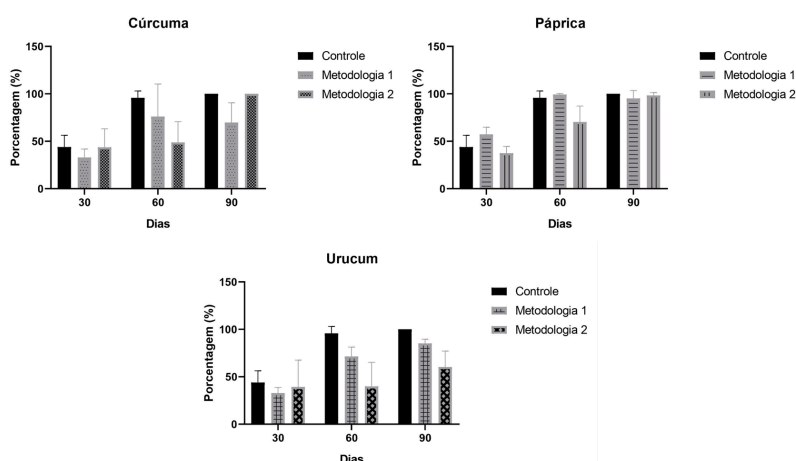 Cúrcuma
Porcentagem (%)
150
100
50
0
30 60 90
Dias
Controle
Metodologia 1
Metodologia 2
Páprica
Porcentagem (%)
150
100
50
0
30 60 90
Dias
Controle
Metodologia 1
Metodologia 2
Urucum
Porcentagem (%)
150
100
50
0
30 60 90
Dias
Controle
Metodologia 1
Metodologia 2